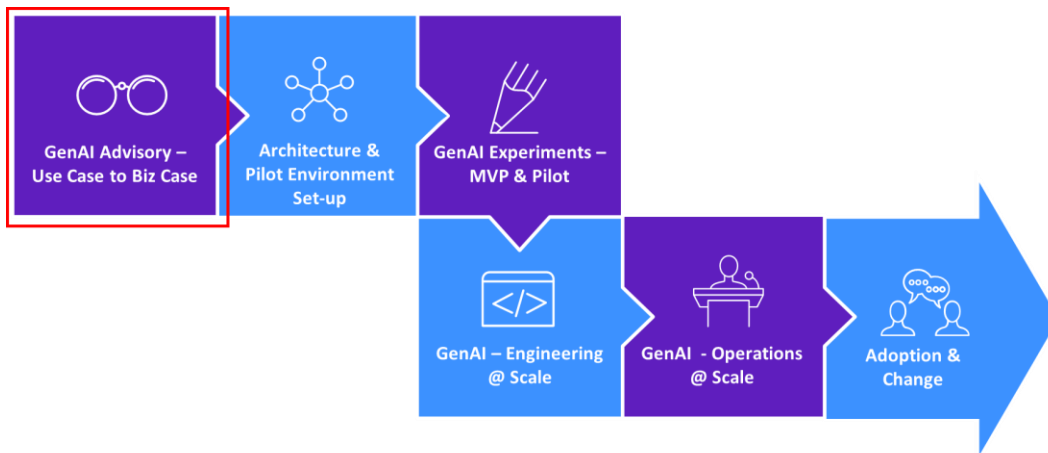 GenAI Advisory –
Use Case to Biz Case
Architecture &
Pilot Environment
Set-up
GenAI Experiments –
MVP & Pilot
</>
GenAI – Engineering
@ Scale
GenAI - Operations
@ Scale
Adoption &
Change